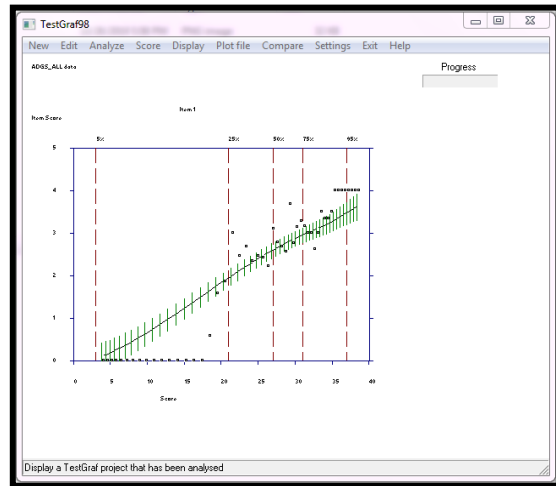 TestGraf98
New Edit Analyze Score Display Plot file Compare Settings Exit Help
ADGS_ALL data
Progress
Item 1
Item Score
5% 25% 50% 75% 95%
5
4
3
2
1
0
0 5 10 15 20 25 30 35 40
Score
Display a TestGraf project that has been analysed